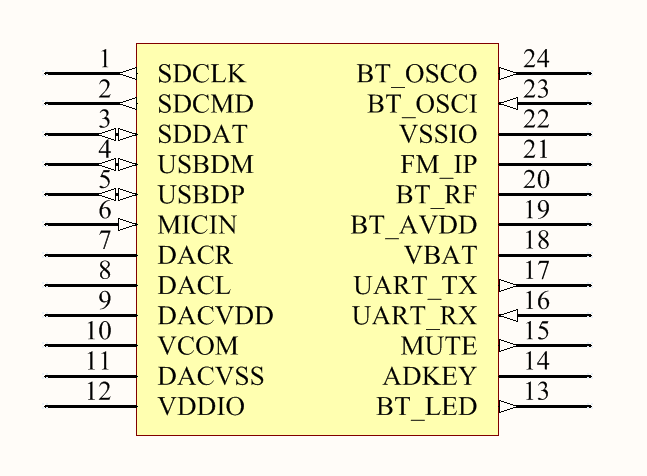 1 SDCLK BT_OSCO 24
2 SDCMD BT_OSCI 23
3 SDDAT VSSIO 22
4 USBDM FM_IP 21
5 USBDP BT_RF 20
6 MICIN BT_AVDD 19
7 DACR VBAT 18
8 DACL UART_TX 17
9 DACVDD UART_RX 16
10 VCOM MUTE 15
11 DACVSS ADKEY 14
12 VDDIO BT_LED 13